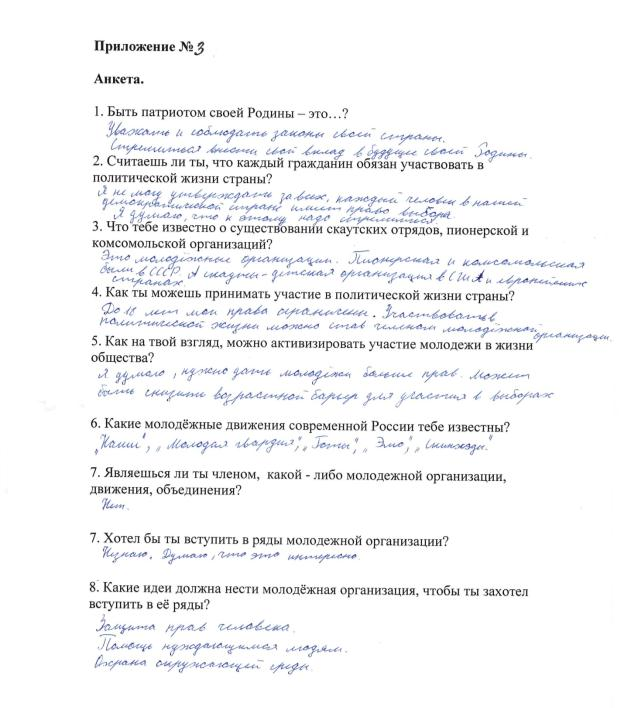 Приложение № 3
Анкета.
1. Быть патриотом своей Родины – это…?
Уважать и соблюдать законы своей страны.
Стремиться внести свой вклад в будущее своей Родины.
2. Считаешь ли ты, что каждый гражданин обязан участвовать в
политической жизни страны?
Я не могу утверждать за всех, каждый человек в нашей
демократической стране имеет право выбора
Я думаю, что к этому надо стремиться
3. Что тебе известно о существовании скаутских отрядов, пионерской и
комсомольской организаций?
Это молодёжные организации. Пионерская и комсомольская
были в СССР. А скауты - детская организация в США и европейских
странах.
4. Как ты можешь принимать участие в политической жизни страны?
До 18 лет мои права ограничены. Участвовать в
политической жизни можно став членом молодёжной организации.
5. Как на твой взгляд, можно активизировать участие молодежи в жизни
общества?
Я думаю, нужно дать молодёжи больше прав. Может
быть снизить возрастной барьер для участия в выборах
6. Какие молодёжные движения современной России тебе известны?
„Наши", „Молодая гвардия", „Готы", „Эмо", „Скинхэды"
7. Являешься ли ты членом, какой - либо молодежной организации,
движения, объединения?
Нет.
7. Хотел бы ты вступить в ряды молодежной организации?
Незнаю. Думаю, что это интересно.
8. Какие идеи должна нести молодёжная организация, чтобы ты захотел
вступить в её ряды?
Защита прав человека.
Помощь нуждающимся людям.
Охрана окружающей среды.